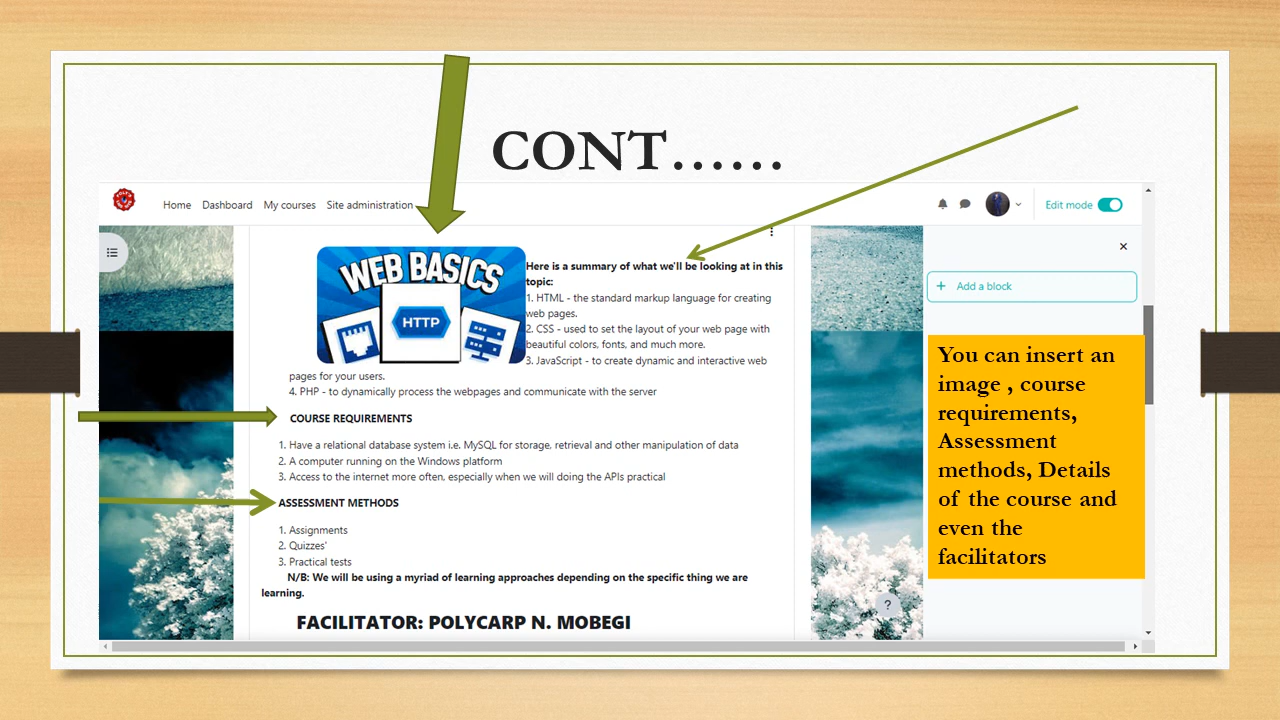 CONT......
Home Dashboard My courses Site administration
Edit mode
WEB BASICS
HTTP
Here is a summary of what we'll be looking at in this
topic:
1. HTML - the standard markup language for creating
web pages.
2. CSS - used to set the layout of your web page with
beautiful colors, fonts, and much more.
3. JavaScript - to create dynamic and interactive web
pages for your users.
4. PHP - to dynamically process the webpages and communicate with the server
COURSE REQUIREMENTS
1. Have a relational database system i.e. MySQL for storage, retrieval and other manipulation of data
2. A computer running on the Windows platform
3. Access to the internet more often, especially when we will doing the APIs practical
ASSESSMENT METHODS
1. Assignments
2. Quizzes'
3. Practical tests
N/B: We will be using a myriad of learning approaches depending on the specific thing we are
learning.
FACILITATOR: POLYCARP N. MOBEGI
+ Add a block
You can insert an
image , course
requirements,
Assessment
methods, Details
of the course and
even the
facilitators
?